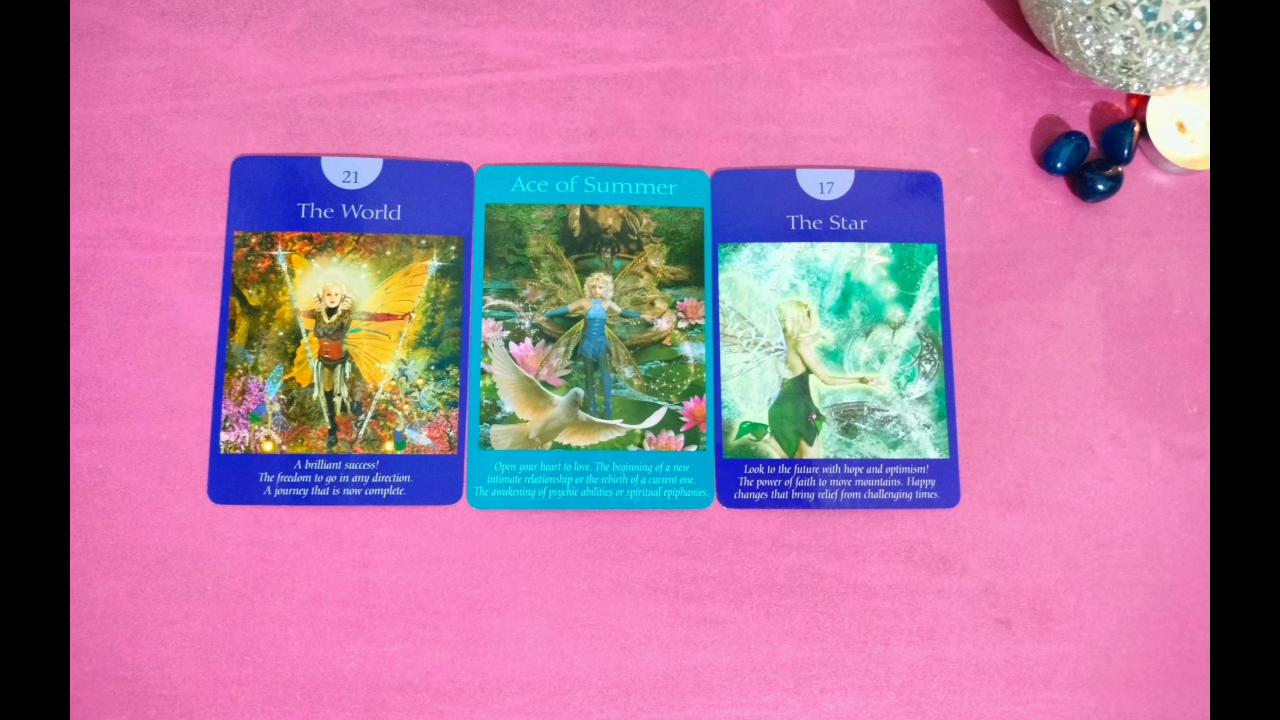 21
The World
A brilliant success!
The freedom to go in any direction.
A journey that is now complete.
Ace of Summer
Open your heart to love. The beginning of a new
intimate relationship or the rebirth of a current one.
The awakening of psychic abilities or spiritual epiphanies.
17
The Star
Look to the future with hope and optimism!
The power of faith to move mountains. Happy
changes that bring relief from challenging times.